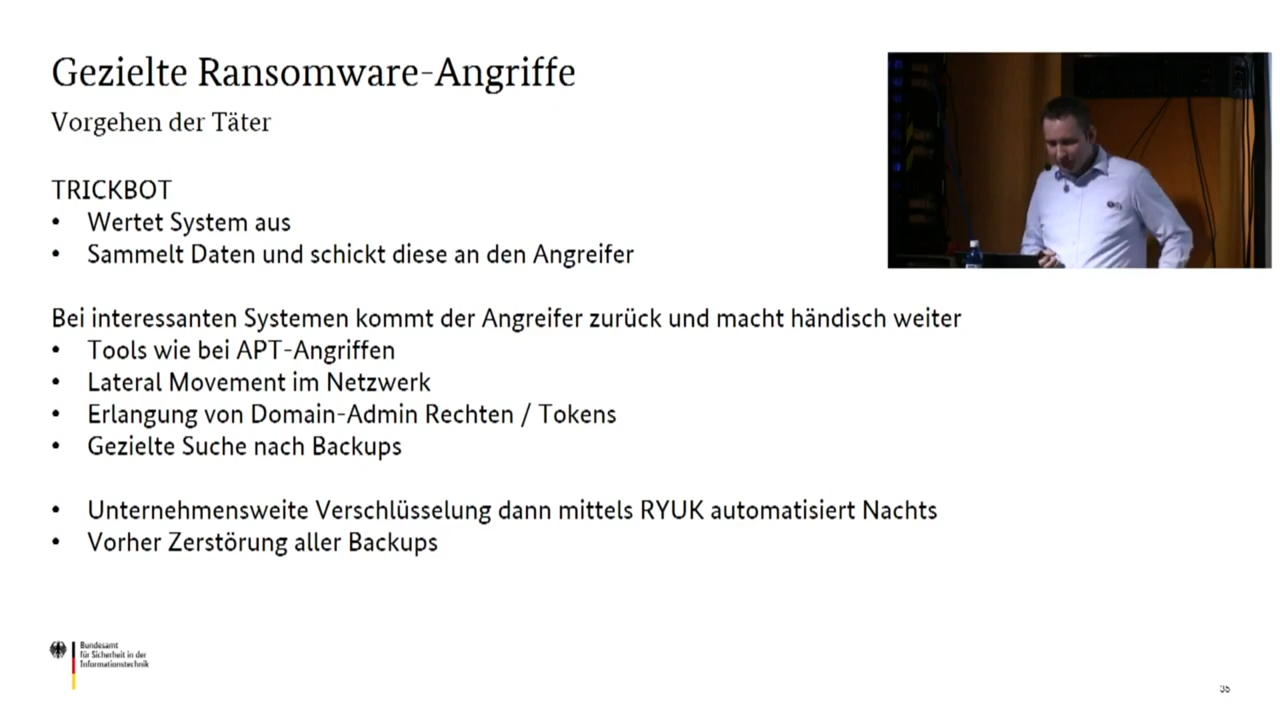 Gezielte Ransomware-Angriffe
Vorgehen der Täter
TRICKBOT
• Wertet System aus
• Sammelt Daten und schickt diese an den Angreifer
Bei interessanten Systemen kommt der Angreifer zurück und macht händisch weiter
• Tools wie bei APT-Angriffen
• Lateral Movement im Netzwerk
• Erlangung von Domain-Admin Rechten / Tokens
• Gezielte Suche nach Backups
• Unternehmensweite Verschlüsselung dann mittels RYUK automatisiert Nachts
• Vorher Zerstörung aller Backups
Bundesamt
für Sicherheit in der
Informationstechnik